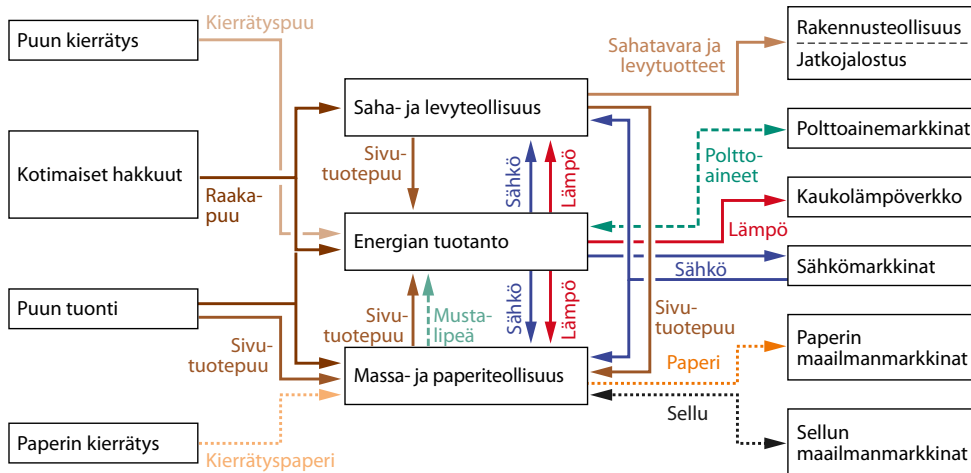 Puun kierrätys
Kierrätyspuu
Kotimaiset hakkuut
Raaka-
puu
Puun tuonti
Sivu-
tuotepuu
Paperin kierrätys
Kierrätyspaperi
Saha- ja levyteollisuus
Sivu-
tuotepuu
Sähkö
Lämpö
Energian tuotanto
Sivu-
tuotepuu
Musta-
lipeä
Sähkö
Lämpö
Massa- ja paperiteollisuus
Sahatavara ja
levytuotteet
Poltto-
aineet
Lämpö
Sähkö
Sivu-
tuotepuu
Paperi
Sellu
Rakennusteollisuus
Jatkojalostus
Polttoainemarkkinat
Kaukolämpöverkko
Sähkömarkkinat
Paperin
maailmanmarkkinat
Sellun
maailmanmarkkinat